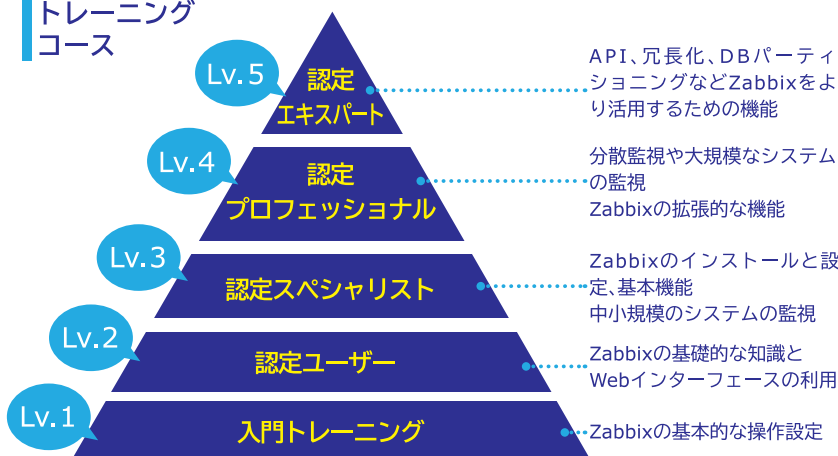 トレーニング
コース
Lv.5
認定
エキスパート
API、冗長化、DBパーティ
ショニングなどZabbixをよ
り活用するための機能
Lv.4
認定
プロフェッショナル
分散監視や大規模なシステム
の監視
Zabbixの拡張的な機能
Lv.3
認定スペシャリスト
Zabbixのインストールと設
定、基本機能
中小規模のシステムの監視
Lv.2
認定ユーザー
Zabbixの基礎的な知識と
Webインターフェースの利用
Lv.1
入門トレーニング
Zabbixの基本的な操作設定